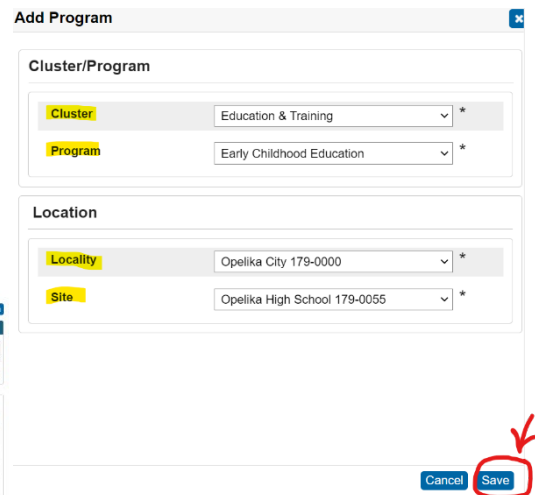 Add Program
x
Cluster/Program
Cluster Education & Training *
Program Early Childhood Education *
Location
Locality Opelika City 179-0000 *
Site Opelika High School 179-0055 *
Cancel Save